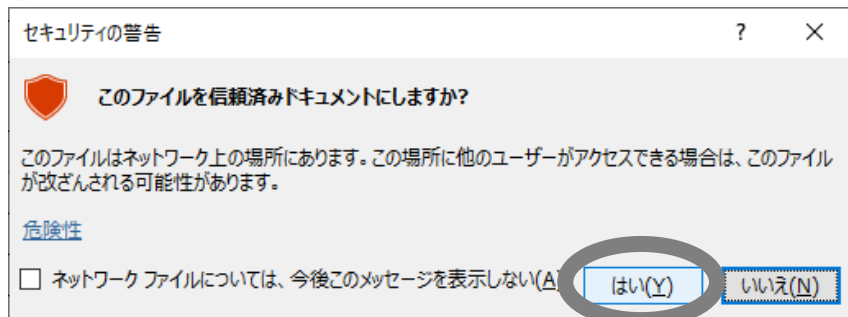 セキュリティの警告
? ×
このファイルを信頼済みドキュメントにしますか?
このファイルはネットワーク上の場所にあります。この場所に他のユーザーがアクセスできる場合は、このファイル
が改ざんされる可能性があります。
危険性
ネットワーク ファイルについては、今後このメッセージを表示しない(A) はい(Y) いいえ(N)